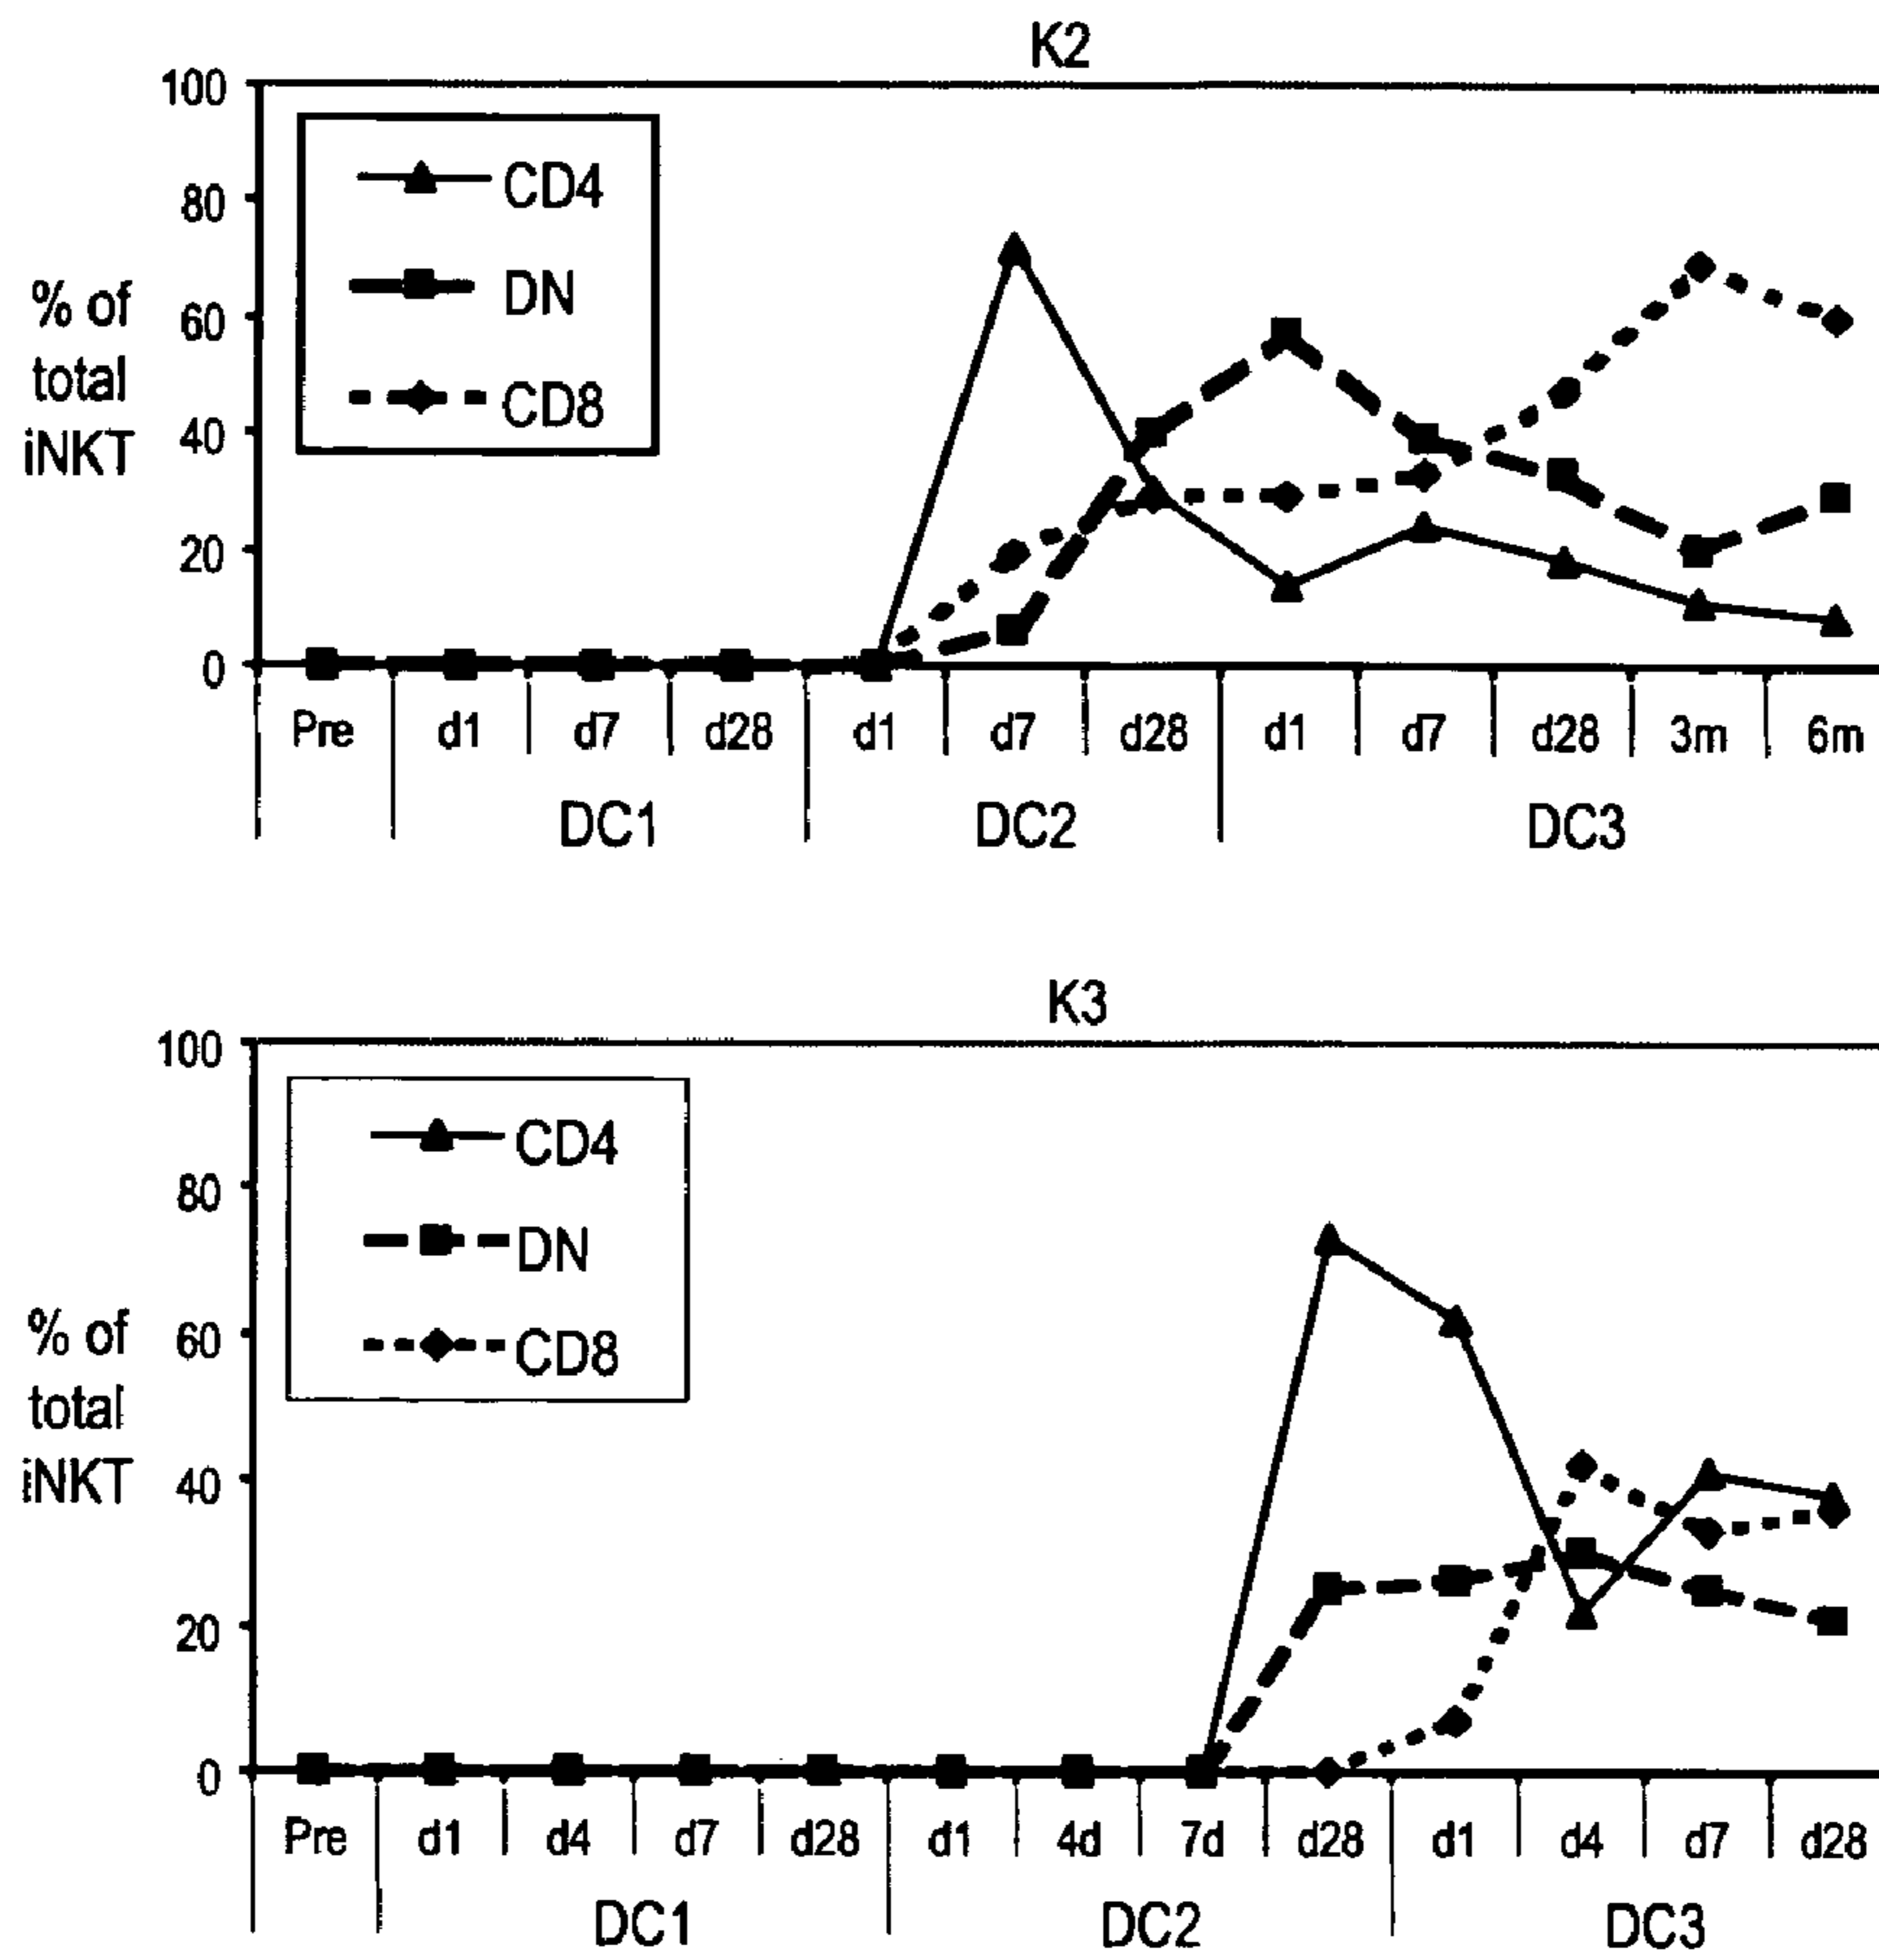 K2
100
80
60
40
20
0
% of
total
iNKT
CD4
DN
CD8
Pre d1 d7 d28 d1 d7 d28 d1 d7 d28 3m 6m
DC1 DC2 DC3
K3
100
80
60
40
20
0
% of
total
iNKT
CD4
DN
CD8
Pre d1 d4 d7 d28 d1 4d 7d d28 d1 d4 d7 d28
DC1 DC2 DC3